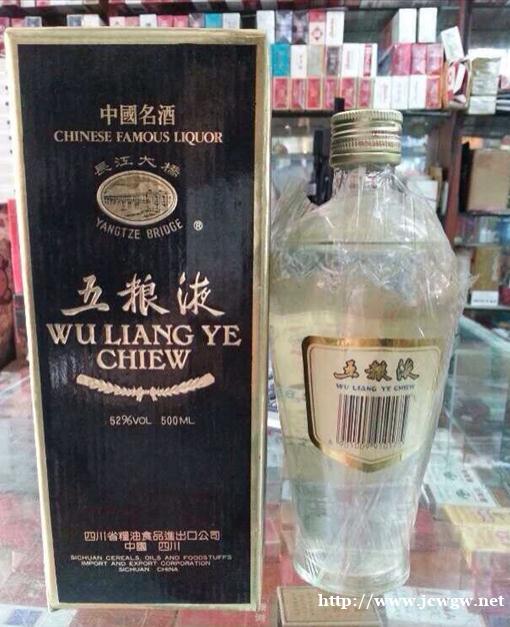 中國名酒
CHINESE FAMOUS LIQUOR
長江大橋
YANGTZE BRIDGE ®
五粮液
WU LIANG YE
CHIEW
52%VOL 500ML
四川省糧油食品進出口公司
中國 四川
SICHUAN CEREALS, OILS AND FOODSTUFFS
IMPORT AND EXPORT CORPORATION
SICHUAN CHINA
五粮液
WU LIANG YE CHIEW
http://www.jcwgw.net/